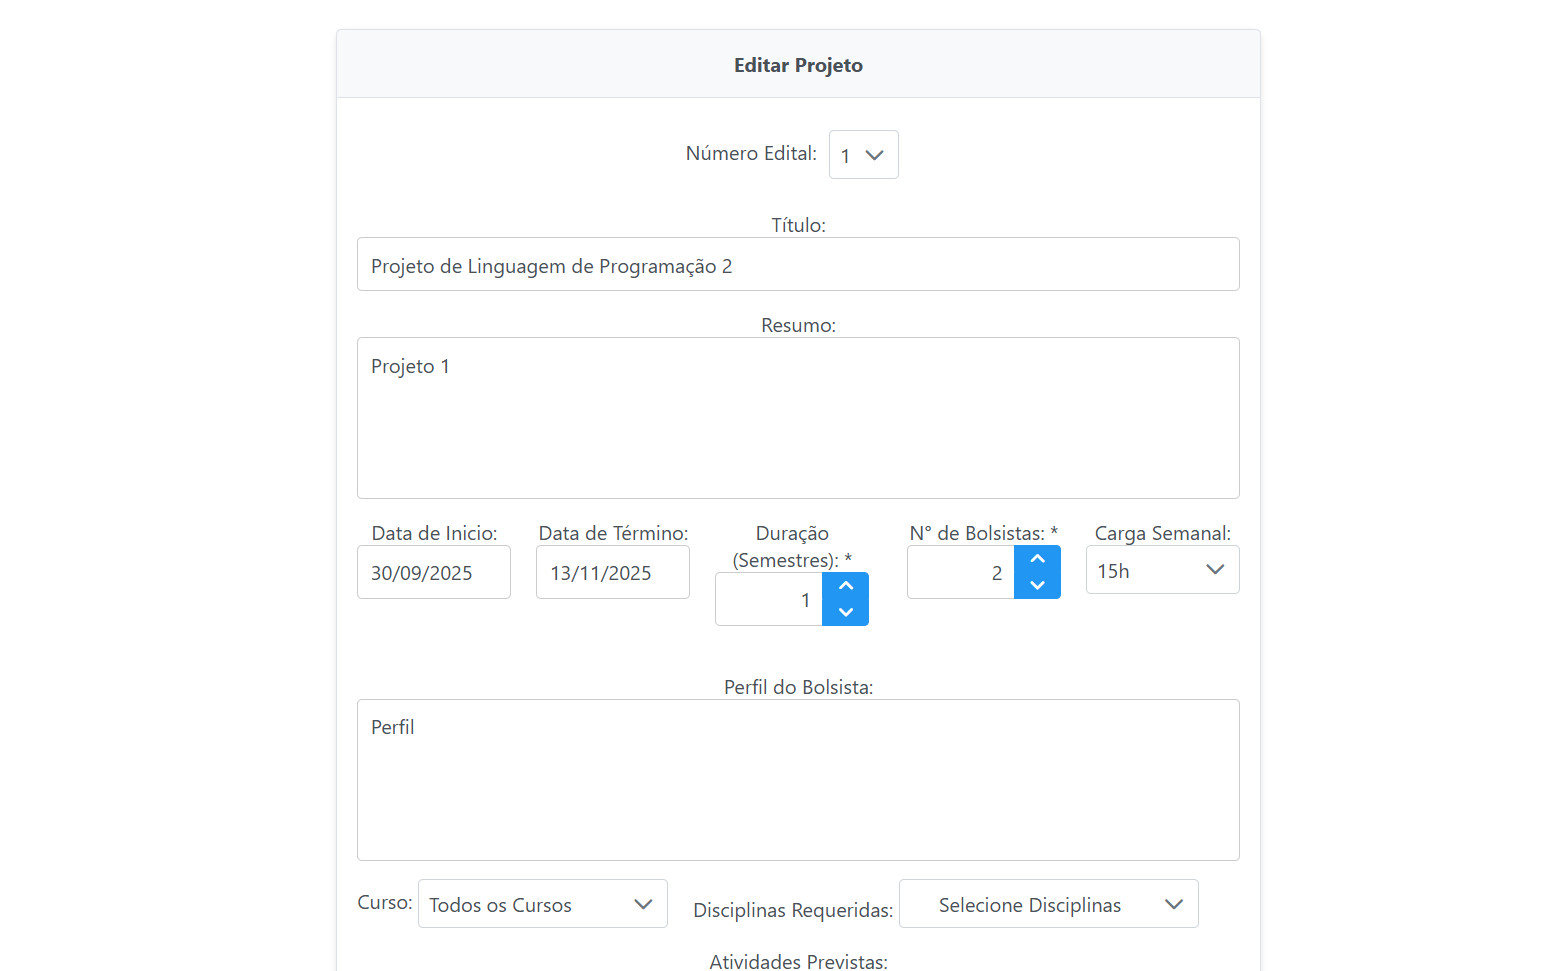 Editar Projeto
Número Edital: 1
Título:
Projeto de Linguagem de Programação 2
Resumo:
Projeto 1
Data de Inicio: Data de Término: Duração (Semestres): * N° de Bolsistas: * Carga Semanal:
30/09/2025 13/11/2025 1 2 15h
Perfil do Bolsista:
Perfil
Curso: Todos os Cursos Disciplinas Requeridas: Selecione Disciplinas
Atividades Previstas: